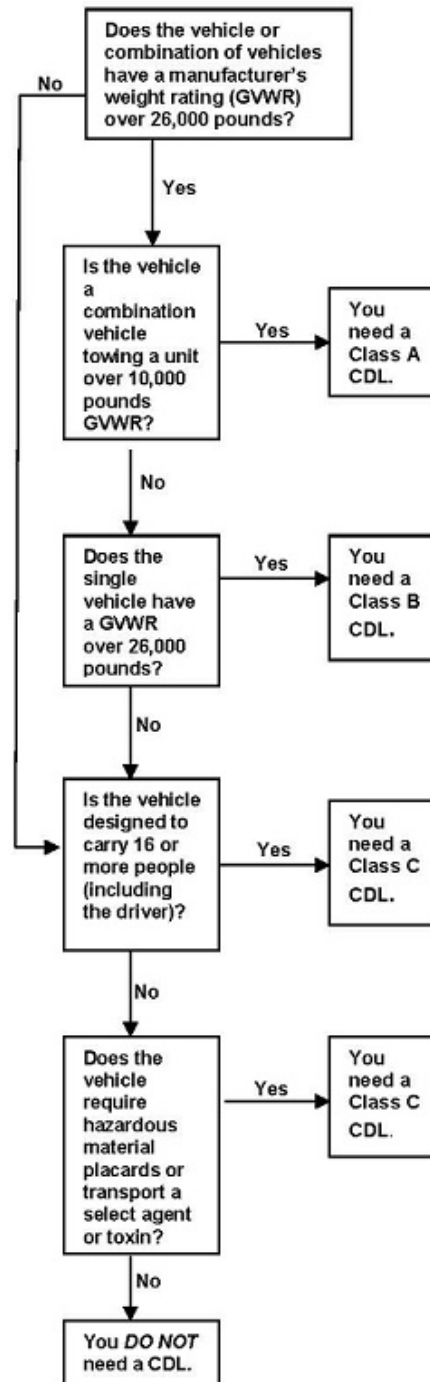 Does the vehicle or
combination of vehicles
have a manufacturer's
weight rating (GVWR)
over 26,000 pounds?
No
Yes
Is the vehicle
a
combination
vehicle
towing a unit
over 10,000
pounds
GVWR?
Yes
You
need a
Class A
CDL.
No
Does the
single
vehicle have
a GVWR
over 26,000
pounds?
Yes
You
need a
Class B
CDL.
No
Is the vehicle
designed to
carry 16 or
more people
(including
the driver)?
Yes
You
need a
Class C
CDL.
No
Does the
vehicle
require
hazardous
material
placards or
transport a
select agent
or toxin?
Yes
You
need a
Class C
CDL.
No
You DO NOT
need a CDL.